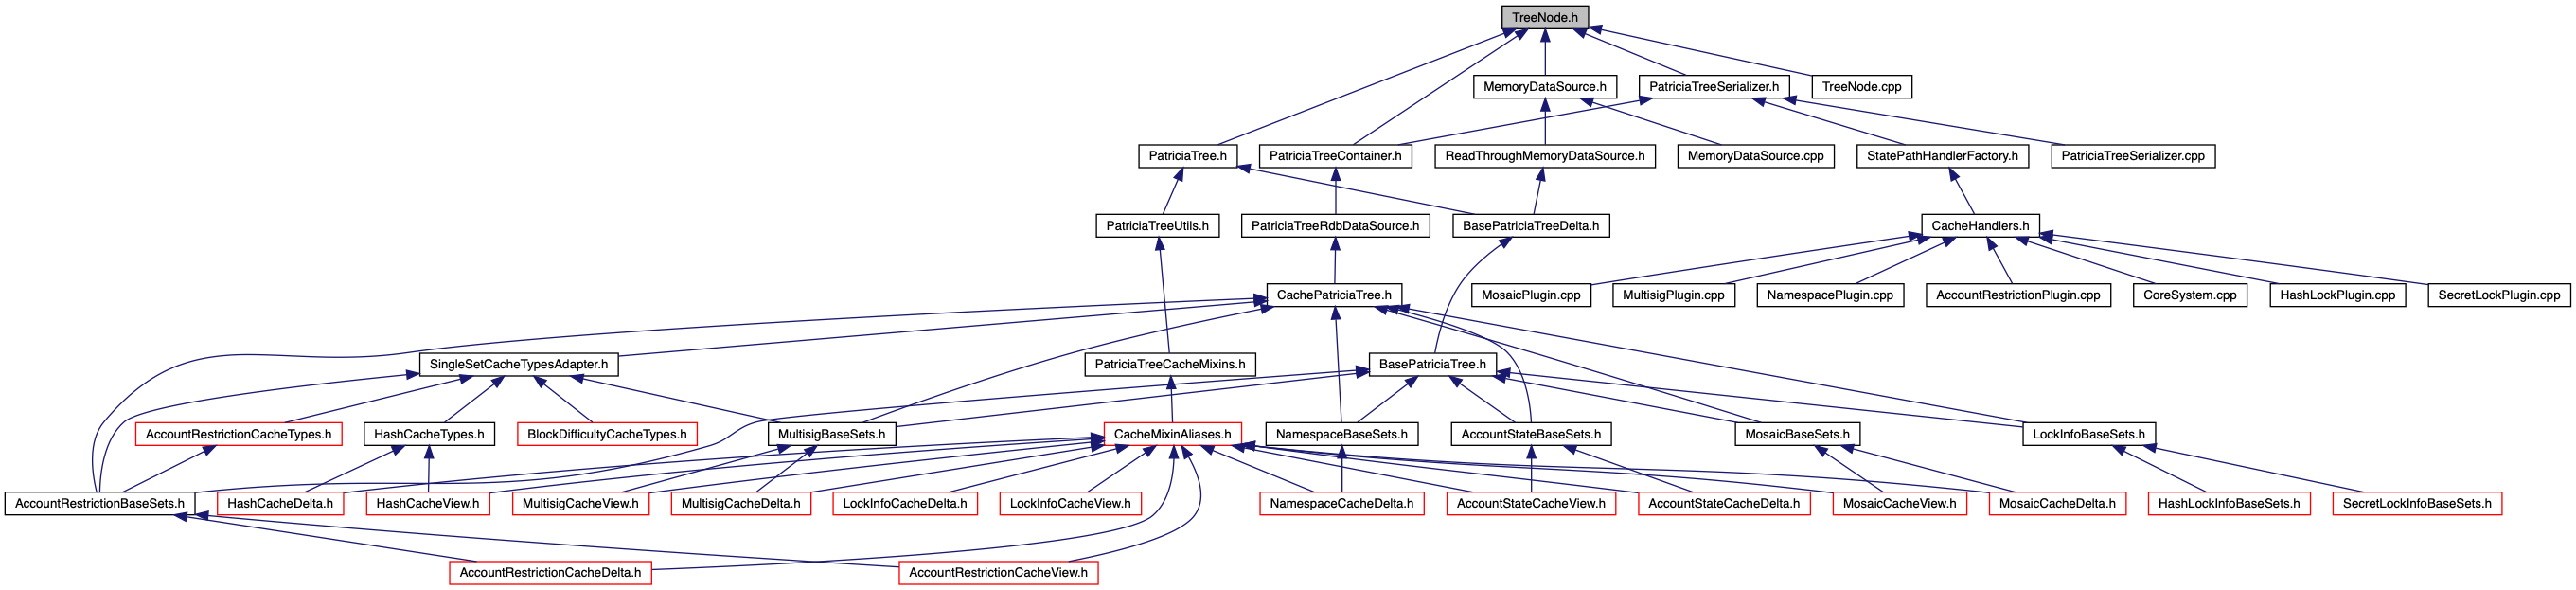 TreeNode.h
MemoryDataSource.h
PatriciaTreeSerializer.h
TreeNode.cpp
PatriciaTree.h
PatriciaTreeContainer.h
ReadThroughMemoryDataSource.h
MemoryDataSource.cpp
StatePathHandlerFactory.h
PatriciaTreeSerializer.cpp
PatriciaTreeUtils.h
PatriciaTreeRdbDataSource.h
BasePatriciaTreeDelta.h
CacheHandlers.h
CachePatriciaTree.h
MosaicPlugin.cpp
MultisigPlugin.cpp
NamespacePlugin.cpp
AccountRestrictionPlugin.cpp
CoreSystem.cpp
HashLockPlugin.cpp
SecretLockPlugin.cpp
SingleSetCacheTypesAdapter.h
PatriciaTreeCacheMixins.h
BasePatriciaTree.h
AccountRestrictionCacheTypes.h
HashCacheTypes.h
BlockDifficultyCacheTypes.h
MultisigBaseSets.h
CacheMixinAliases.h
NamespaceBaseSets.h
AccountStateBaseSets.h
MosaicBaseSets.h
LockInfoBaseSets.h
AccountRestrictionBaseSets.h
HashCacheDelta.h
HashCacheView.h
MultisigCacheView.h
MultisigCacheDelta.h
LockInfoCacheDelta.h
LockInfoCacheView.h
NamespaceCacheDelta.h
AccountStateCacheView.h
AccountStateCacheDelta.h
MosaicCacheView.h
MosaicCacheDelta.h
HashLockInfoBaseSets.h
SecretLockInfoBaseSets.h
AccountRestrictionCacheDelta.h
AccountRestrictionCacheView.h